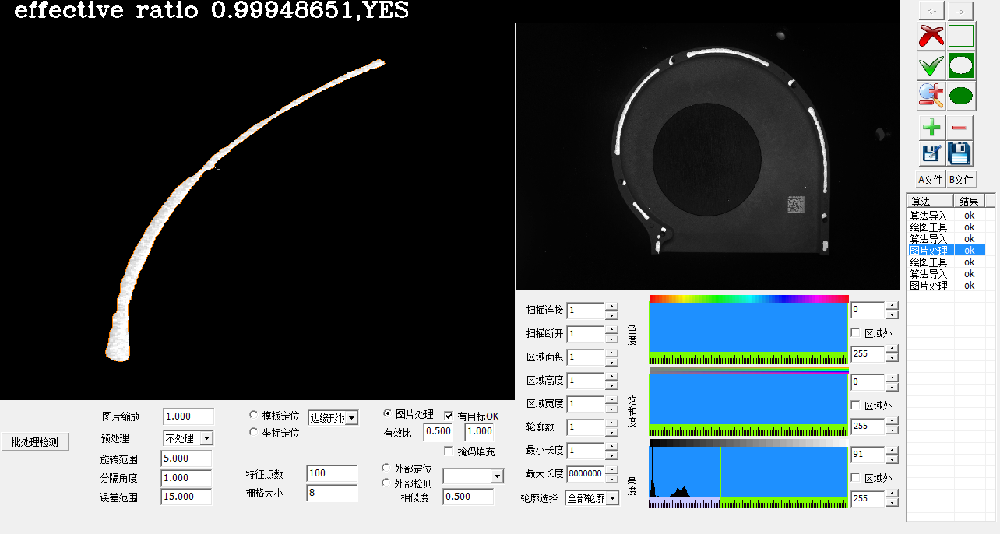 effective ratio 0.99948651,YES
<-
->
A文件
B文件
算法 结果
算法导入 ok
绘图工具 ok
算法导入 ok
图片处理 ok
绘图工具 ok
算法导入 ok
图片处理 ok
扫描连接 1
扫描断开 1
区域面积 1
区域高度 1
区域宽度 1
轮廓数 1
最小长度 1
最大长度 8000000
轮廓选择 全部轮廓
色度
0
区域外
255
饱和度
0
区域外
255
亮度
91
区域外
255
批处理检测
图片缩放 1.000
预处理 不处理
旋转范围 5.000
分隔角度 1.000
误差范围 15.000
模板定位 边缘形状
坐标定位
特征点数 100
栅格大小 8
图片处理 有目标OK
有效比 0.500 1.000
掩码填充
外部定位
外部检测
相似度 0.500